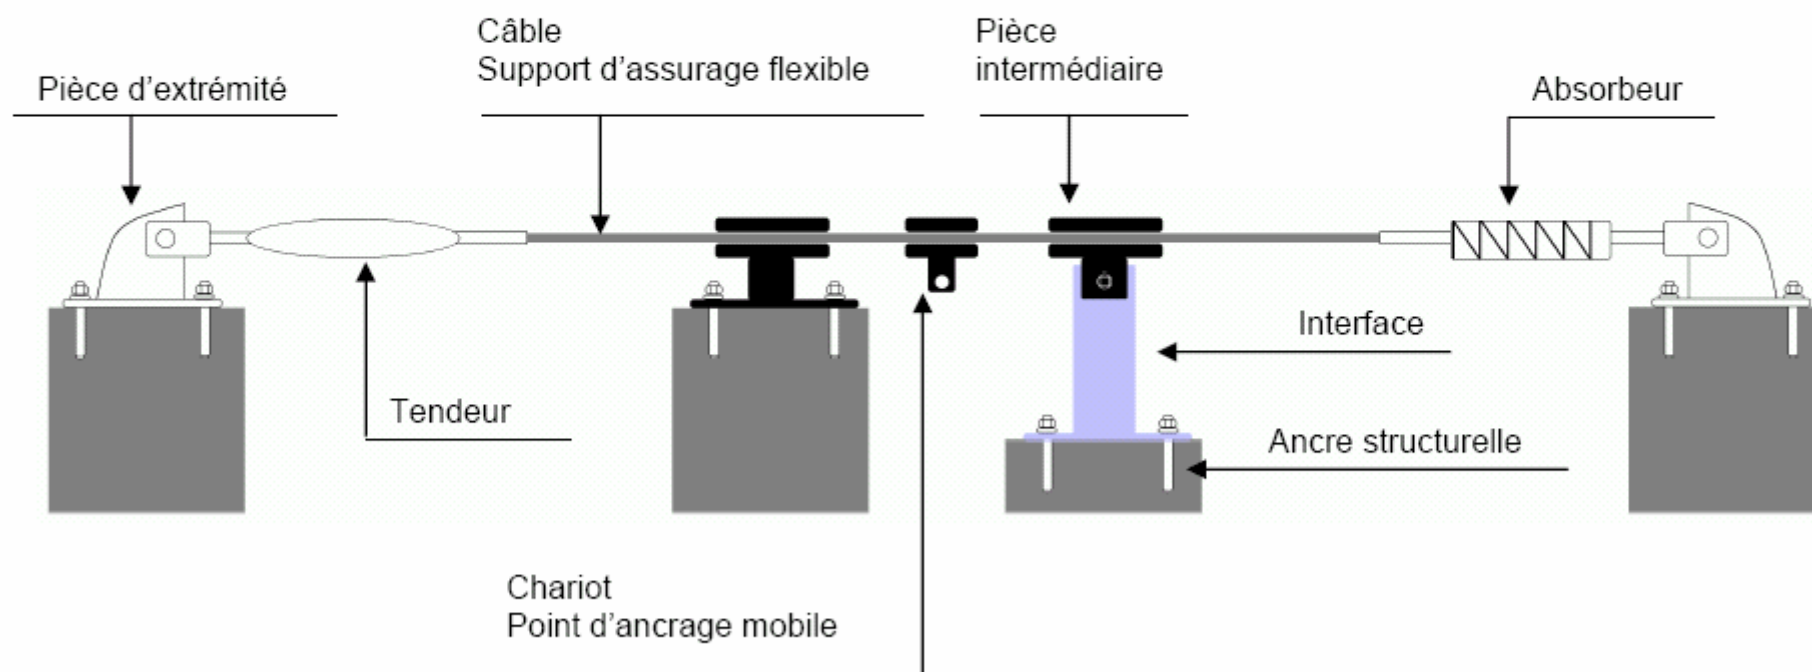 Câble
Support d'assurage flexible
Pièce
intermédiaire
Pièce d'extrémité
Absorbeur
Interface
Tendeur
Ancre structurelle
Chariot
Point d'ancrage mobile